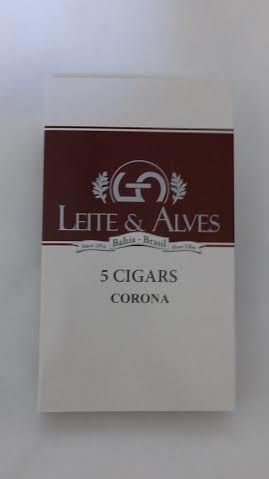 LEITE & ALVES
Bahia - Brasil
5 CIGARS
CORONA